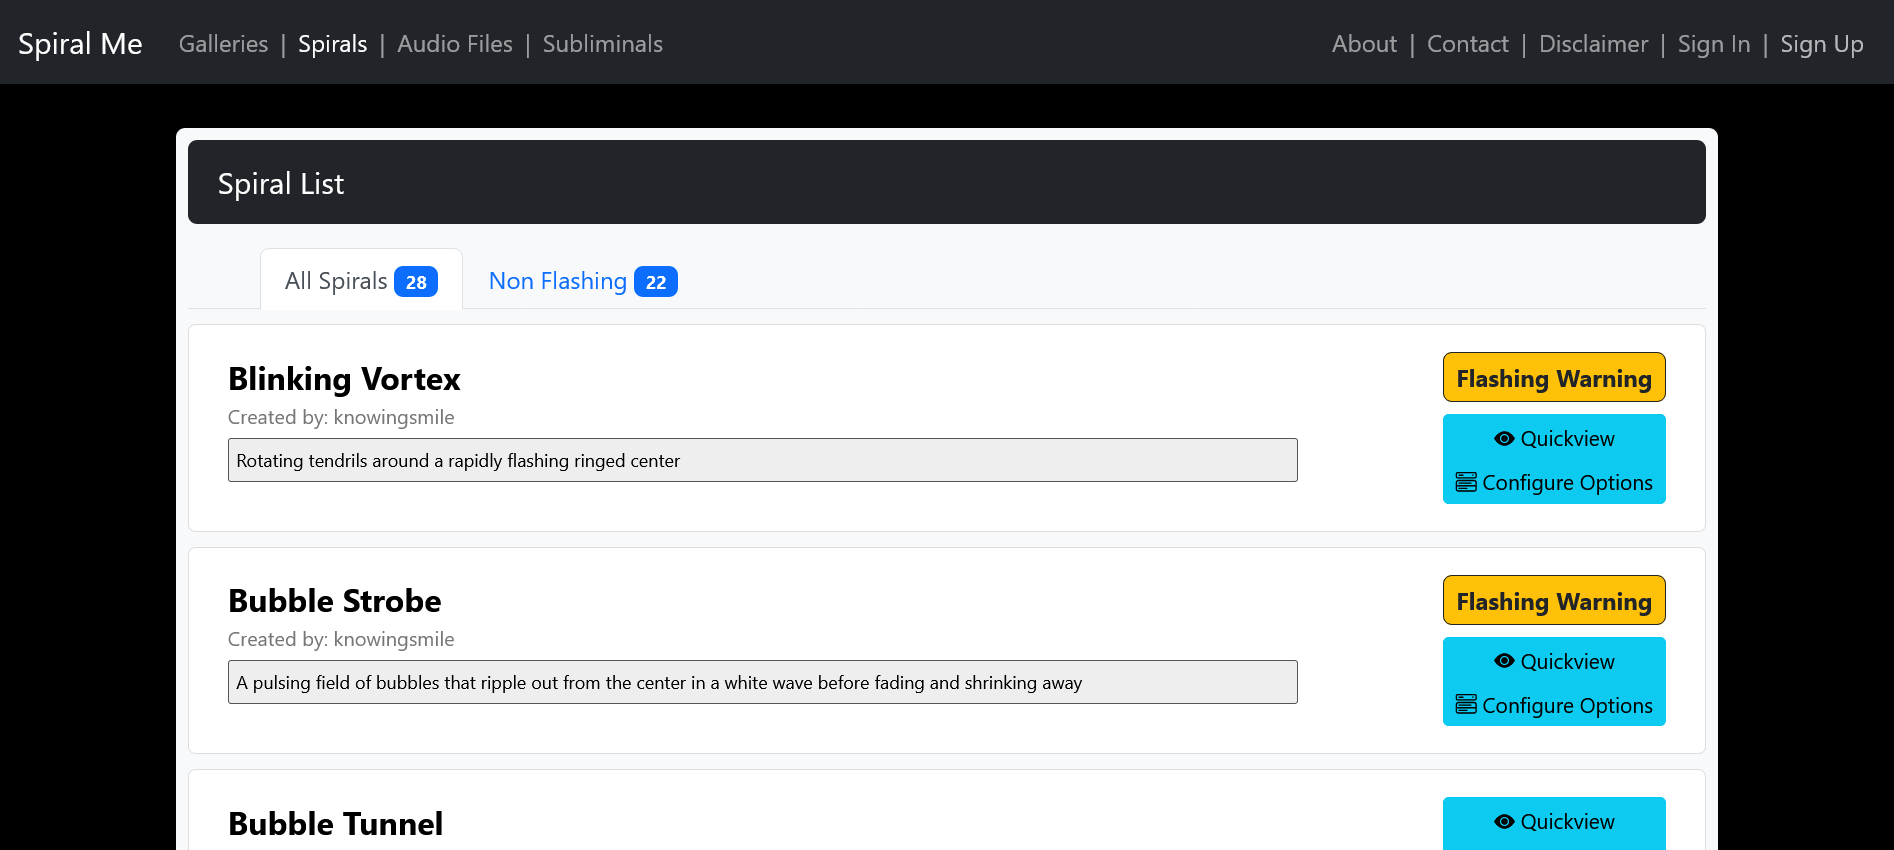 Spiral Me Galleries | Spirals | Audio Files | Subliminals About | Contact | Disclaimer | Sign In | Sign Up
Spiral List
All Spirals 28 Non Flashing 22
Blinking Vortex
Created by: knowingsmile
Rotating tendrils around a rapidly flashing ringed center
Flashing Warning
Quickview
Configure Options
Bubble Strobe
Created by: knowingsmile
A pulsing field of bubbles that ripple out from the center in a white wave before fading and shrinking away
Flashing Warning
Quickview
Configure Options
Bubble Tunnel
Quickview